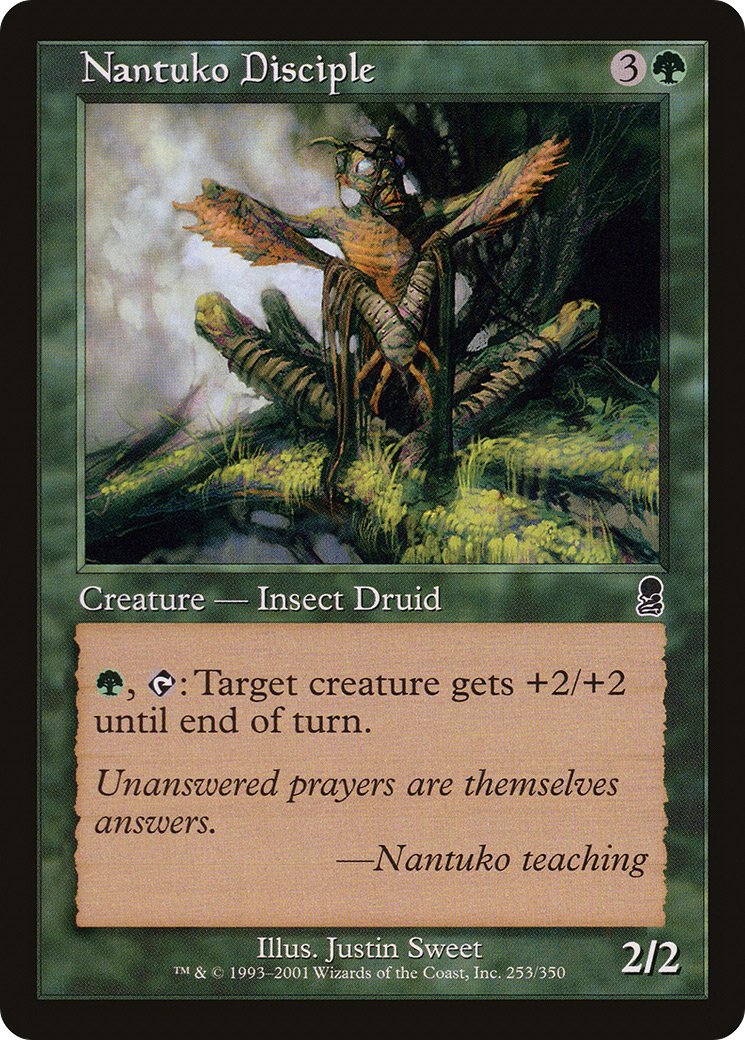 Nantuko Disciple 3
Creature — Insect Druid
, : Target creature gets +2/+2
until end of turn.
Unanswered prayers are themselves
answers.
—Nantuko teaching
Illus. Justin Sweet
™ & © 1993–2001 Wizards of the Coast, Inc. 253/350
2/2